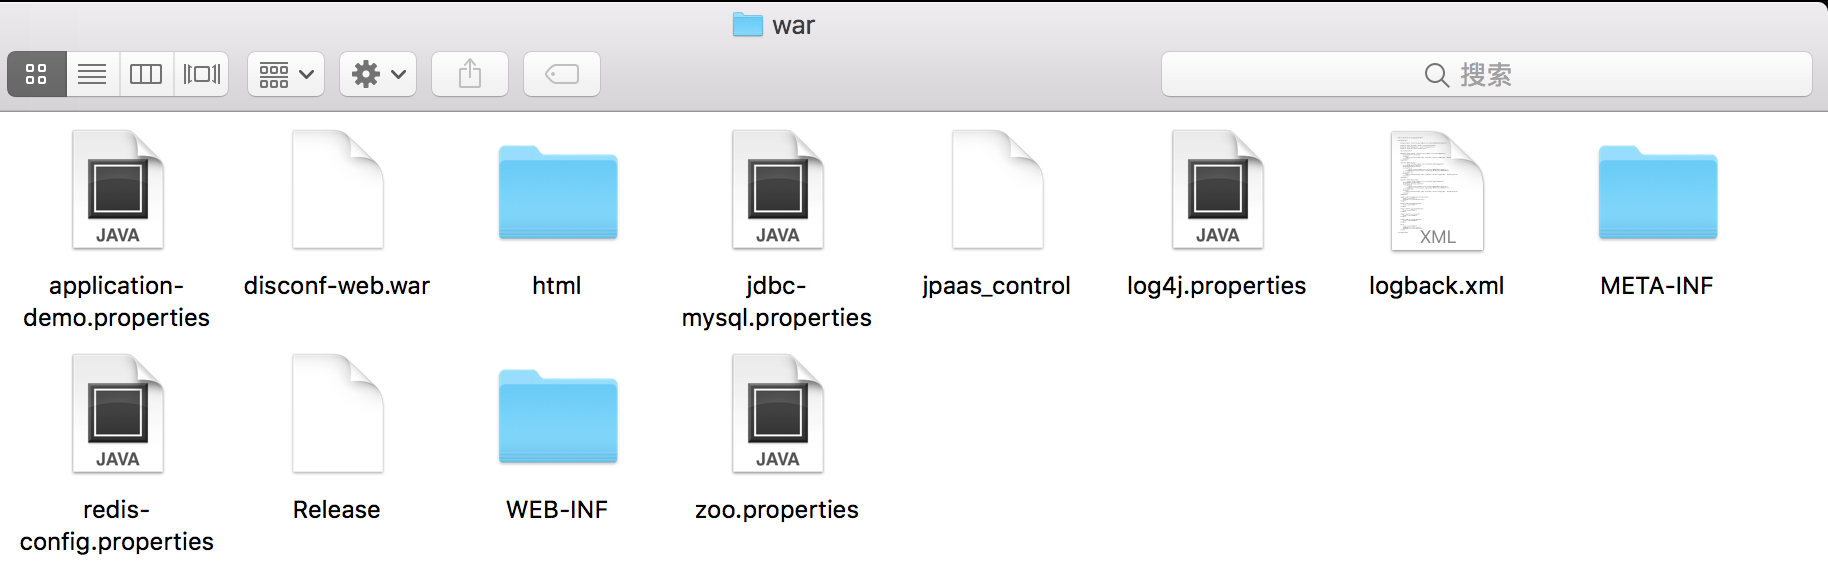 war
搜索
JAVA
JAVA
JAVA
XML
application-
demo.properties
disconf-web.war
html
jdbc-
mysql.properties
jpaas_control
log4j.properties
logback.xml
META-INF
JAVA
JAVA
redis-
config.properties
Release
WEB-INF
zoo.properties